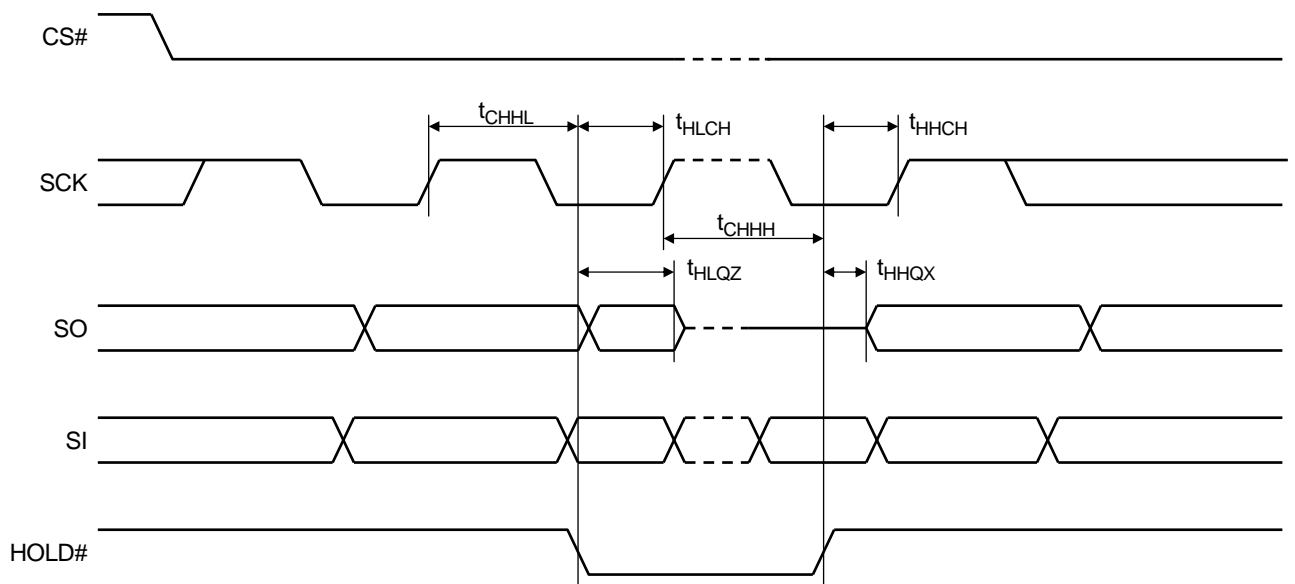 CS#
tCHHL
tHLCH
tHHCH
SCK
tCHHH
tHLQZ
tHHQX
SO
SI
HOLD#